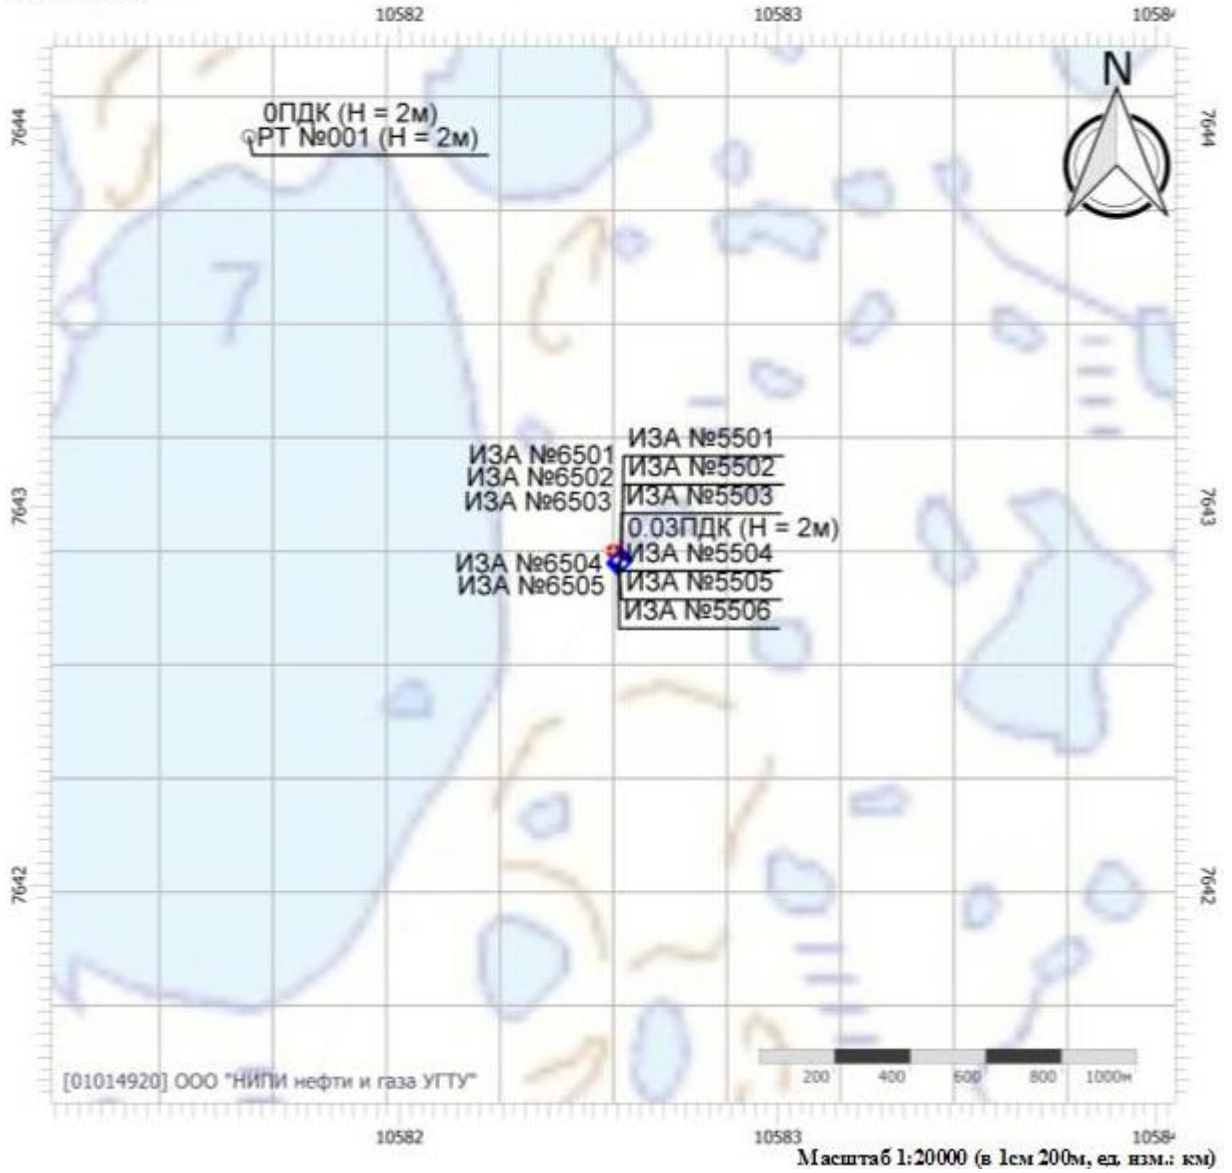 10582 10583 1058
7644 7644
0ПДК (Н = 2м)
РТ №001 (Н = 2м)
N
7
ИЗА №5501
ИЗА №6501
ИЗА №5502
ИЗА №6502
ИЗА №5503
ИЗА №6503
7643 7643
0.03ПДК (Н = 2м)
ИЗА №5504
ИЗА №6504
ИЗА №5505
ИЗА №6505
ИЗА №5506
7642 7642
[01014920] ООО "НИПИ нефти и газа УГТУ"
200 400 600 800 1000м
10582 10583 1058
Масштаб 1:20000 (в 1см 200м, ед. изм.: км)